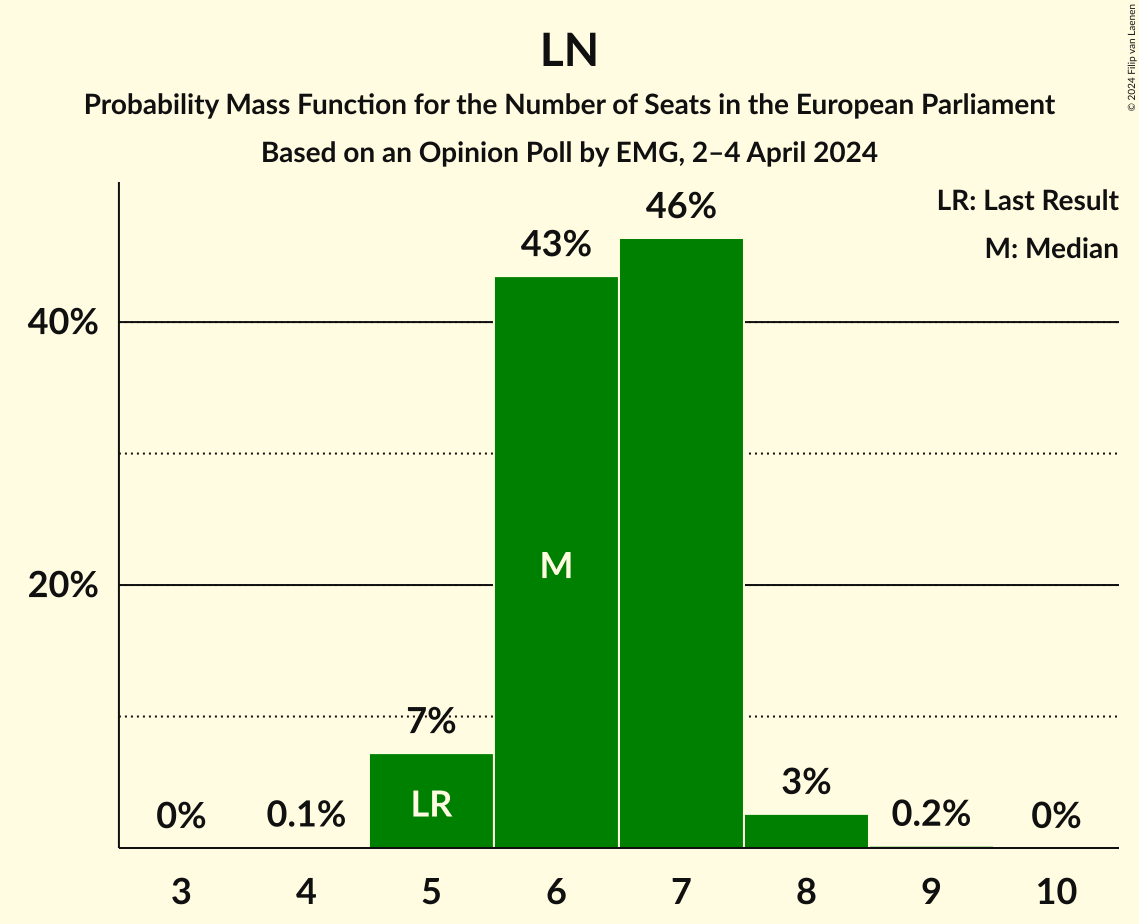 LN
Probability Mass Function for the Number of Seats in the European Parliament
Based on an Opinion Poll by EMG, 2–4 April 2024
© 2024 Filip van Laenen
LR: Last Result
M: Median
46%
43%
40%
M
20%
7%
LR
3%
0%
0.1%
0.2%
0%
3 4 5 6 7 8 9 10